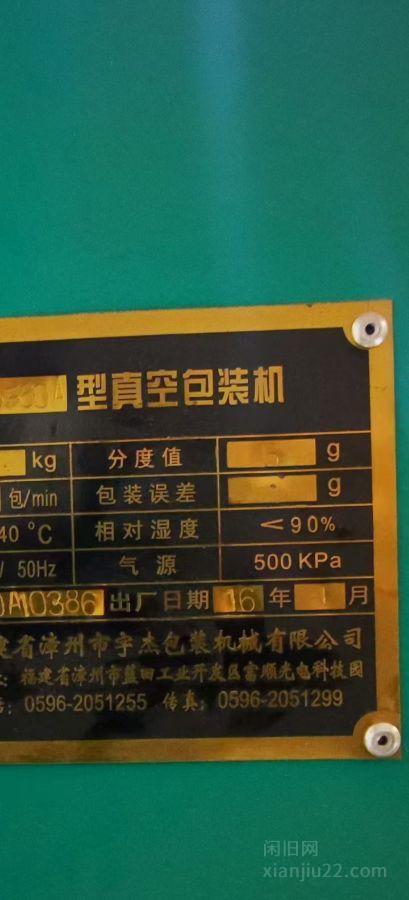 型真空包装机
kg 分度值 g
包/min 包装误差 g
40 °C 相对湿度 <90%
/ 50Hz 气源 500 KPa
0386 出厂日期 16 年 1 月
建省漳州市宇杰包装机械有限公司
: 福建省漳州市蓝田工业开发区富顺光电科技园
: 0596-2051255 传真: 0596-2051299
闲旧网
xianjiu22.com